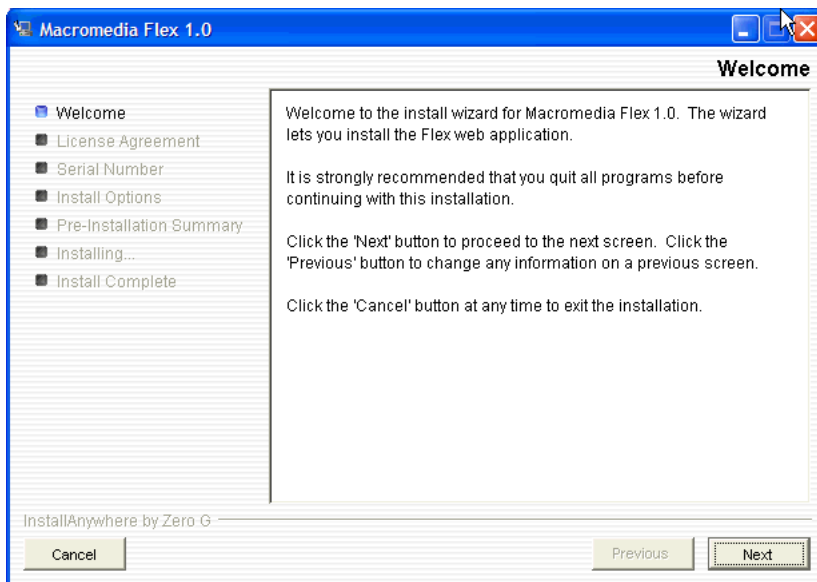 Macromedia Flex 1.0
Welcome
Welcome
License Agreement
Serial Number
Install Options
Pre-Installation Summary
Installing...
Install Complete
Welcome to the install wizard for Macromedia Flex 1.0.  The wizard
lets you install the Flex web application.
It is strongly recommended that you quit all programs before
continuing with this installation.
Click the 'Next' button to proceed to the next screen.  Click the
'Previous' button to change any information on a previous screen.
Click the 'Cancel' button at any time to exit the installation.
InstallAnywhere by Zero G
Cancel
Previous
Next